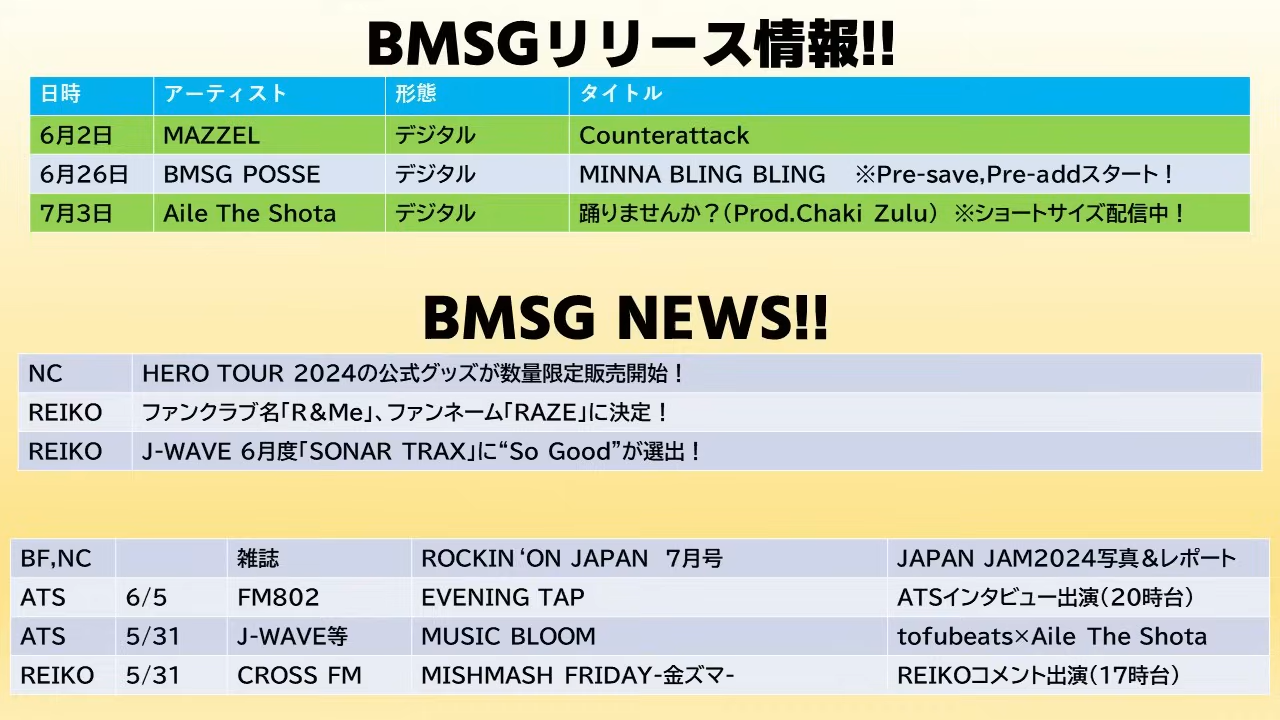 BMSGリリース情報!!
日時 アーティスト 形態 タイトル
6月2日 MAZZEL デジタル Counterattack
6月26日 BMSG POSSE デジタル MINNA BLING BLING ※Pre-save,Pre-addスタート！
7月3日 Aile The Shota デジタル 踊りませんか？（Prod.Chaki Zulu） ※ショートサイズ配信中！
BMSG NEWS!!
NC HERO TOUR 2024の公式グッズが数量限定販売開始！
REIKO ファンクラブ名「R＆Me」、ファンネーム「RAZE」に決定！
REIKO J-WAVE 6月度「SONAR TRAX」に“So Good”が選出！
BF,NC 雑誌 ROCKIN‘ON JAPAN 7月号 JAPAN JAM2024写真＆レポート
ATS 6/5 FM802 EVENING TAP ATSインタビュー出演（20時台）
ATS 5/31 J-WAVE等 MUSIC BLOOM tofubeats×Aile The Shota
REIKO 5/31 CROSS FM MISHMASH FRIDAY-金ズマ- REIKOコメント出演（17時台）